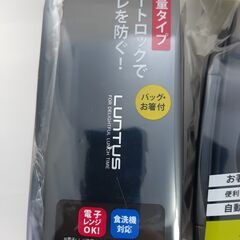 量タイプ
ートロックで
レを防ぐ!
バッグ・
お箸付
LUNTUS
FOR DELIGHTFUL LUNCH TIME
電子
レンジ
OK!
食洗機
対応
お
便利
自動